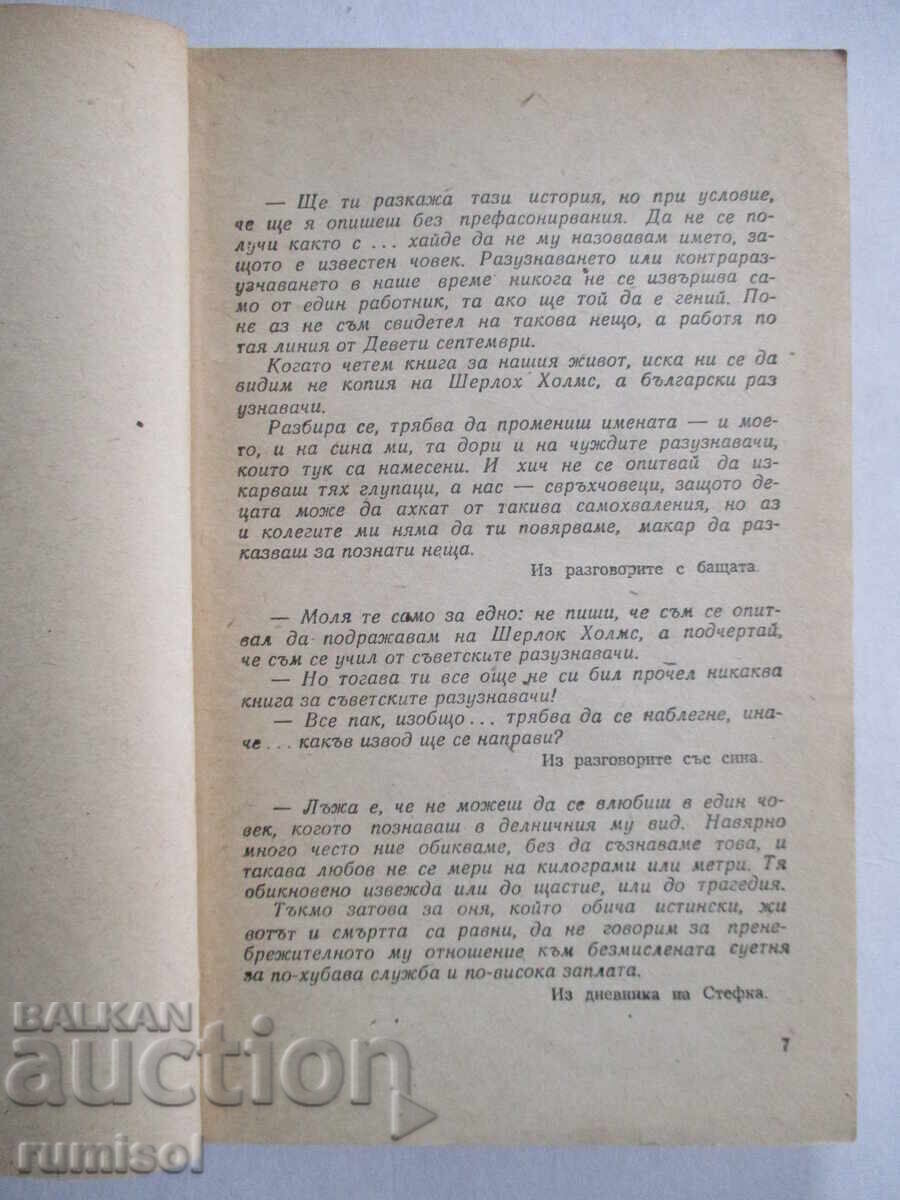 — Ще ти разкажа тази история, но при условие,
че ще я опишеш без префасонирвания. Да не се по-
лучи както с ... хайде да не му назовавам името, за-
щото е известен човек. Разузнаването или контрараз-
узнаването в наше време никога не се извършва са-
мо от един работник, та ако ще той да е гений. По-
не аз не съм свидетел на такова нещо, а работя по
тая линия от Девети септември.
Когато четем книга за нашия живот, иска ни се да
видим не копия на Шерлох Холмс, а български раз
узнавачи.
Разбира се, трябва да промениш имената — и мое-
то, и на сина ми, та дори и на чуждите разузнавачи,
които тук са намесени. И хич не се опитвай да из-
карваш тях глупаци, а нас — свръхчовеци, защото де-
цата може да ахкат от такива самохваления, но аз
и колегите ми няма да ти повярваме, макар да раз-
казваш за познати неща.
Из разговорите с бащата.
— Моля те само за едно: не пиши, че съм се опит-
вал да подражавам на Шерлок Холмс, а подчертай,
че съм се учил от съветските разузнавачи.
— Но тогава ти все още не си бил прочел никаква
книга за съветските разузнавачи!
— Все пак, изобщо... трябва да се наблегне, ина-
че... какъв извод ще се направи?
Из разговорите със сина.
— Лъжа е, че не можеш да се влюбиш в един чо-
век, когото познаваш в делничния му вид. Навярно
много често ние обикваме, без да съзнаваме това, и
такава любов не се мери на килограми или метри. Тя
обикновено извежда или до щастие, или до трагедия.
Тъкмо затова за оня, който обича истински, жи
вотът и смъртта са равни, да не говорим за прене-
брежителното му отношение към безмислената суетня
за по-хубава служба и по-висока заплата.
Из дневника на Стефка.
7
BALKAN
auction
rumisol